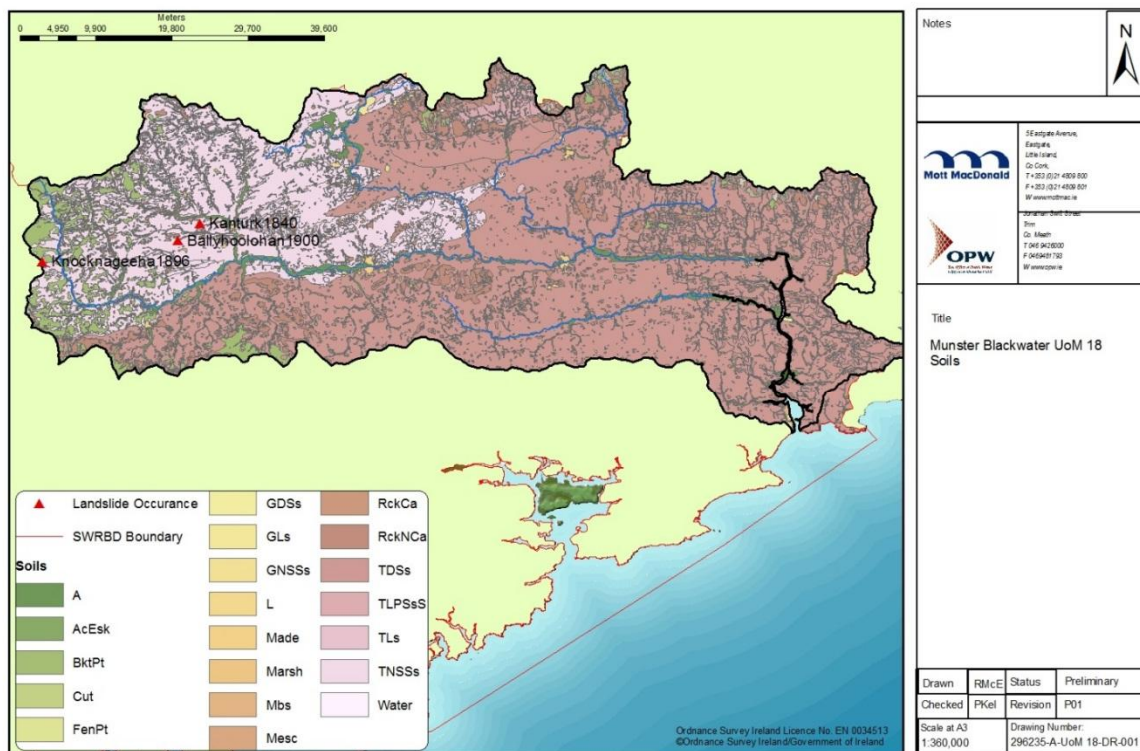 Meters
0 4,950 9,900 19,800 29,700 39,600
Kanturk1840
Ballyhoolohan1900
Knocknageeha1896
Landslide Occurance
SWRBD Boundary
Soils
A
AcEsk
BktPt
Cut
FenPt
GDSs
GLs
GNSSs
L
Made
Marsh
Mbs
Mesc
RckCa
RckNCa
TDSs
TLPSsS
TLs
TNSSs
Water
Ordnance Survey Ireland Licence No. EN 0034513
©Ordnance Survey Ireland/Government of Ireland
Notes
N
Mott MacDonald
5 Eastgate Avenue,
Eastgate,
Little Island,
Co Cork,
T +353 (0)21 4809 800
F +353 (0)21 4809 801
W www.mottmac.ie
OPW
Jonathan Swift Street
Trim
Co. Meath
T 046 9426000
F 0469481793
W www.opw.ie
Title
Munster Blackwater UoM 18
Soils
Drawn RMcE Status Preliminary
Checked PKel Revision P01
Scale at A3
1:360,000
Drawing Number:
296235-A-UoM 18-DR-001